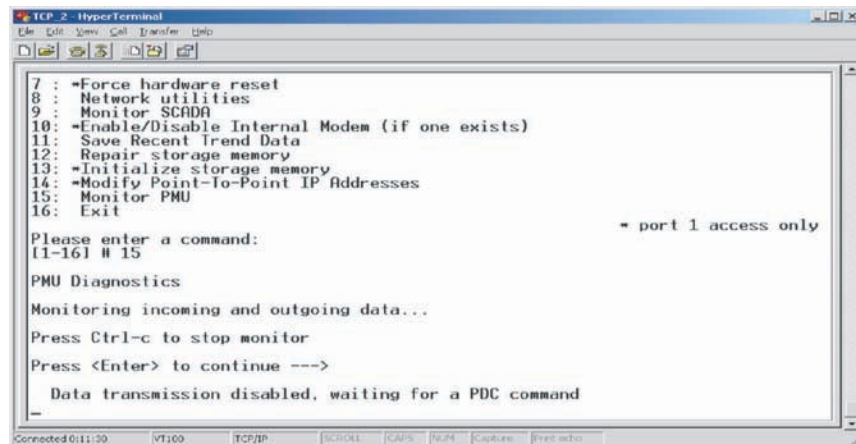 TCP_2 - HyperTerminal
File Edit View Call Transfer Help
7 : *Force hardware reset
8 : Network utilities
9 : Monitor SCADA
10: *Enable/Disable Internal Modem (if one exists)
11: Save Recent Trend Data
12: Repair storage memory
13: *Initialize storage memory
14: *Modify Point-To-Point IP Addresses
15: Monitor PMU
16: Exit
* port 1 access only
Please enter a command:
[1-16] # 15
PMU Diagnostics
Monitoring incoming and outgoing data...
Press Ctrl-c to stop monitor
Press <Enter> to continue --->
Data transmission disabled, waiting for a PDC command
_
Connected 0:11:30 VT100 TCP/IP SCROLL CAPS NUM Capture Print echo